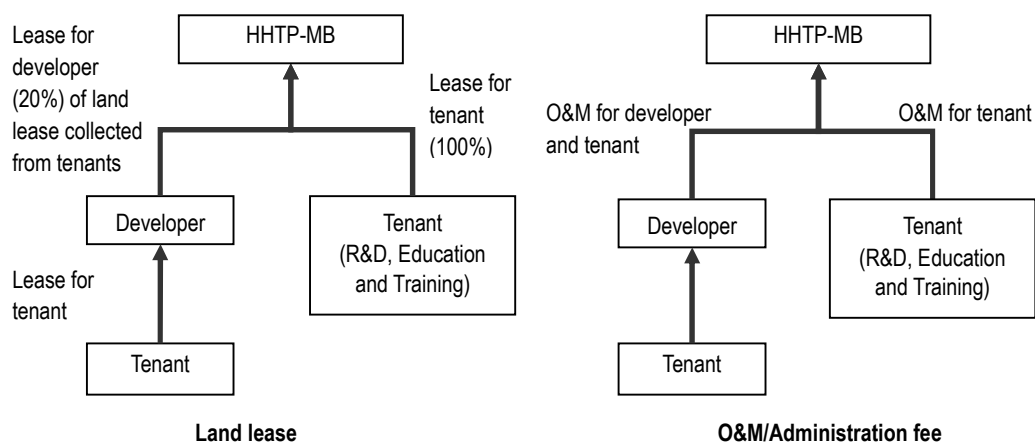 HHTP-MB
Lease for
developer
(20%) of land
lease collected
from tenants
Lease for
tenant
(100%)
Developer
Tenant
(R&D, Education
and Training)
Lease for
tenant
Tenant
Land lease
HHTP-MB
O&M for developer
and tenant
O&M for tenant
Developer
Tenant
(R&D, Education
and Training)
Tenant
O&M/Administration fee